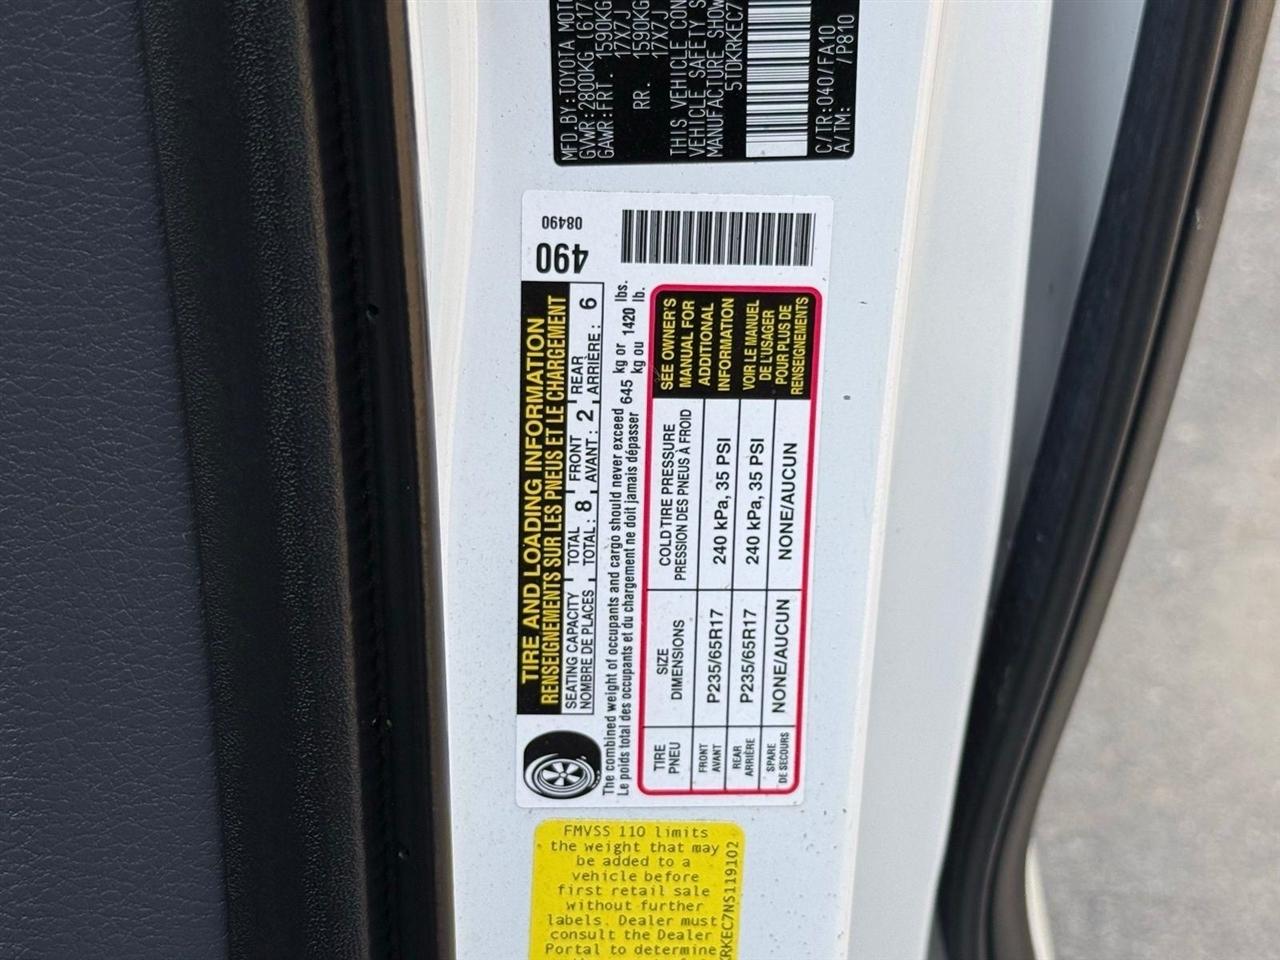 MFD.BY:TOYOTA MOT
GVWR:2800KG (617
GAWR:FRT. 1590KG
17X7J
RR. 1590KG
17X7J
THIS VEHICLE CON
VEHICLE SAFETY S
MANUFACTURE SHOW
5TDKRKEC7
C/TR:040/FA10
A/TM: /P810
08490
490
TIRE AND LOADING INFORMATION
RENSEIGNEMENTS SUR LES PNEUS ET LE CHARGEMENT
SEATING CAPACITY TOTAL FRONT REAR
NOMBRE DE PLACES TOTAL: 8 AVANT: 2 ARRIÈRE: 6
The combined weight of occupants and cargo should never exceed 645 kg or 1420 lbs.
Le poids total des occupants et du chargement ne doit jamais dépasser kg ou lb.
TIRE SIZE COLD TIRE PRESSURE
PNEU DIMENSIONS PRESSION DES PNEUS À FROID
FRONT
AVANT P235/65R17 240 kPa, 35 PSI
REAR
ARRIÈRE P235/65R17 240 kPa, 35 PSI
SPARE
DE SECOURS NONE/AUCUN NONE/AUCUN
SEE OWNER'S
MANUAL FOR
ADDITIONAL
INFORMATION
VOIR LE MANUEL
DE L'USAGER
POUR PLUS DE
RENSEIGNEMENTS
FMVSS 110 limits
the weight that may
be added to a
vehicle before
first retail sale
without further
labels. Dealer must
consult the Dealer
Portal to determine
RKEC7NS119102